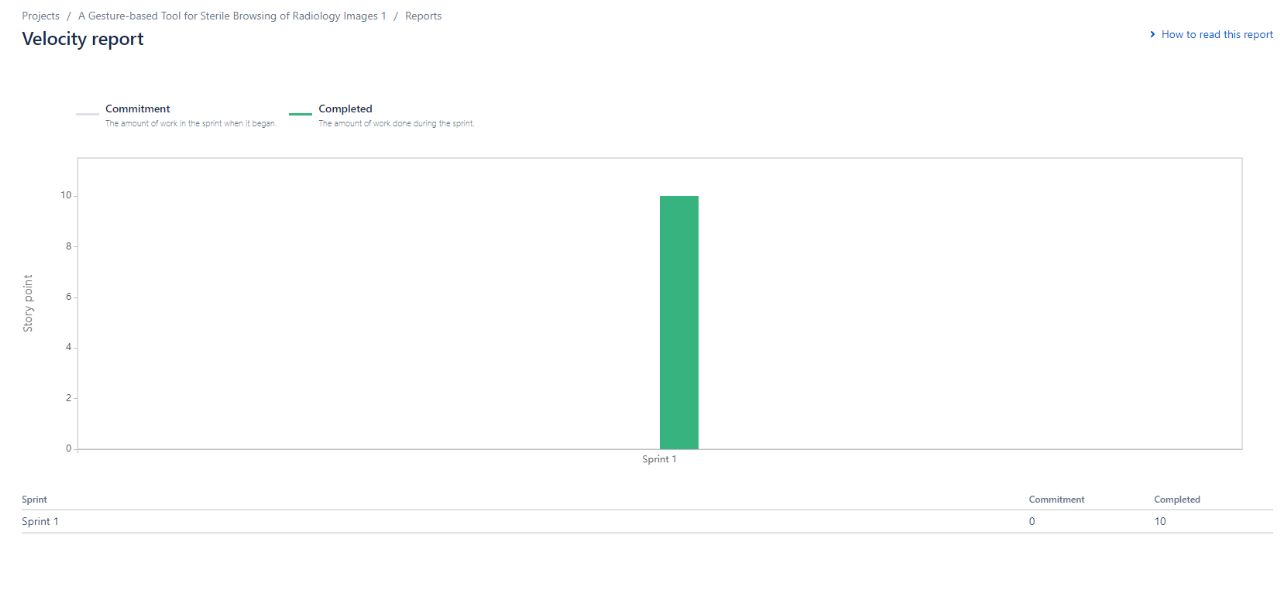 Projects / A Gesture-based Tool for Sterile Browsing of Radiology Images 1 / Reports
Velocity report
How to read this report
Commitment
The amount of work in the sprint when it began.
Completed
The amount of work done during the sprint.
10
8
6
4
2
0
Story point
Sprint 1
Sprint Commitment Completed
Sprint 1 0 10